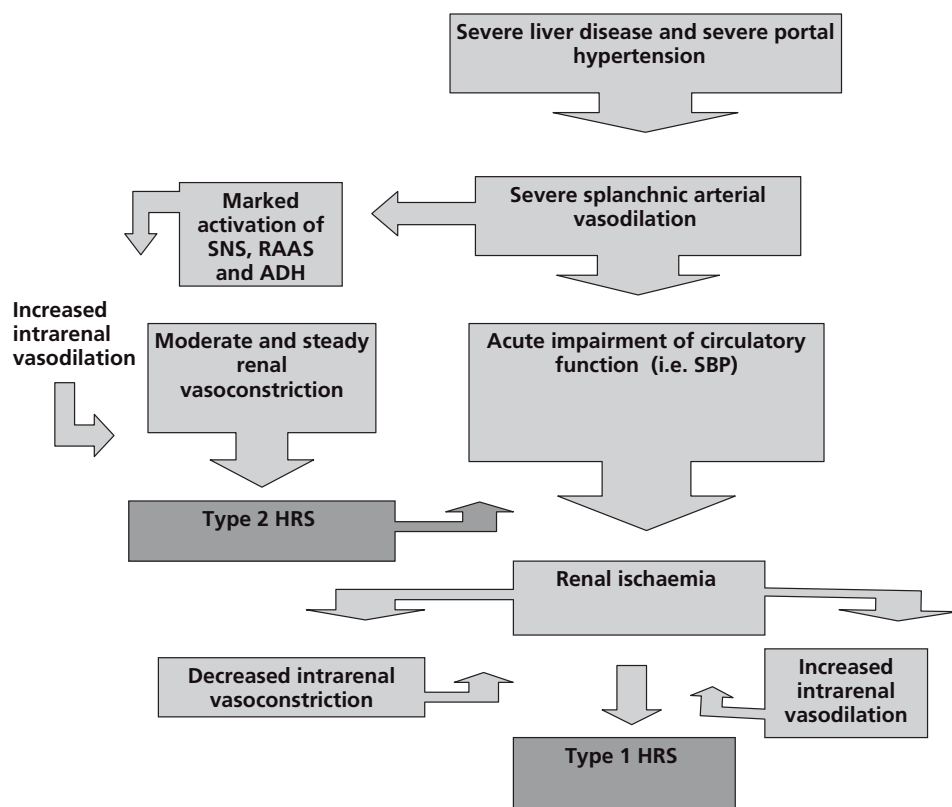 Severe liver disease and severe portal
hypertension
Severe splanchnic arterial
vasodilation
Marked
activation of
SNS, RAAS
and ADH
Increased
intrarenal
vasodilation
Moderate and steady
renal
vasoconstriction
Acute impairment of circulatory
function (i.e. SBP)
Type 2 HRS
Renal ischaemia
Decreased intrarenal
vasoconstriction
Increased
intrarenal
vasodilation
Type 1 HRS